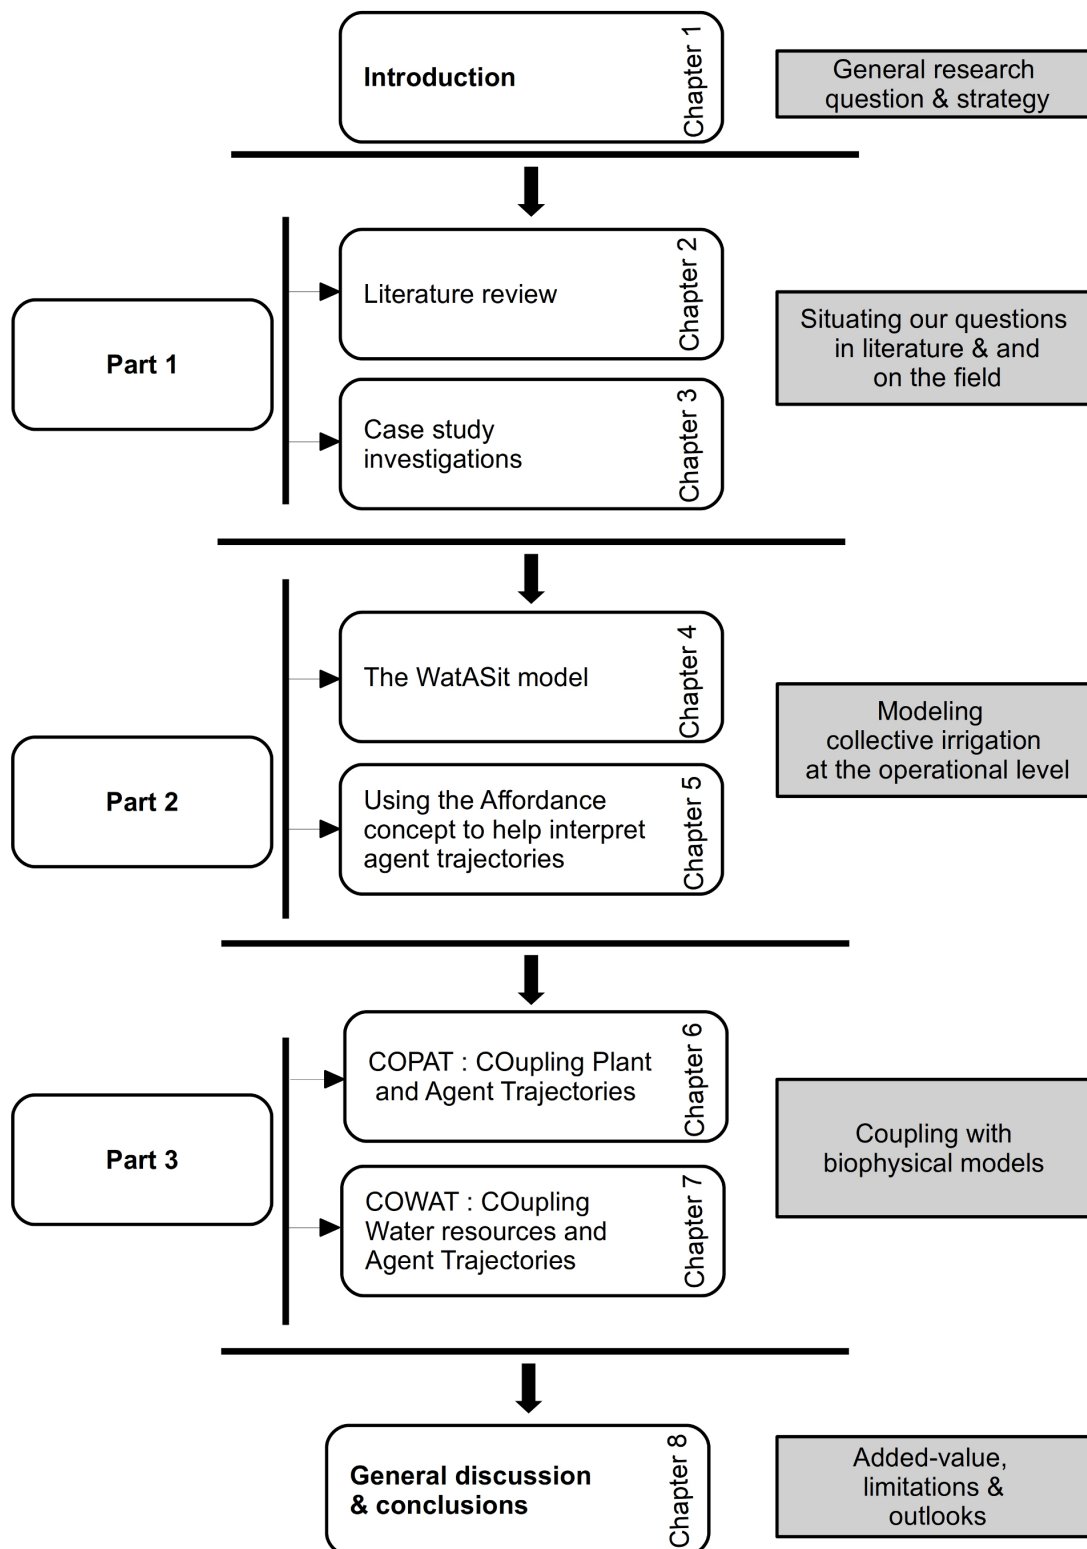 Introduction
Chapter 1
General research
question & strategy
Part 1
Literature review
Chapter 2
Case study
investigations
Chapter 3
Situating our questions
in literature & and
on the field
Part 2
The WatASit model
Chapter 4
Using the Affordance
concept to help interpret
agent trajectories
Chapter 5
Modeling
collective irrigation
at the operational level
Part 3
COPAT : COupling Plant
and Agent Trajectories
Chapter 6
COWAT : COupling
Water resources and
Agent Trajectories
Chapter 7
Coupling with
biophysical models
General discussion
& conclusions
Chapter 8
Added-value,
limitations &
outlooks